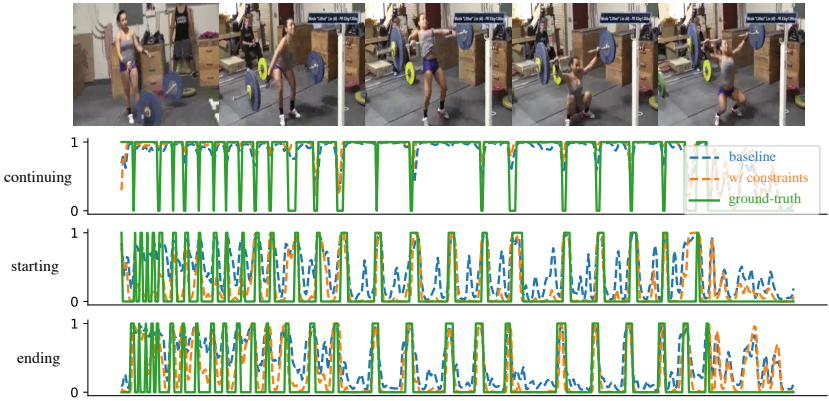 1
continuing
0
baseline
w/ constraints
ground-truth
1
starting
0
1
ending
0